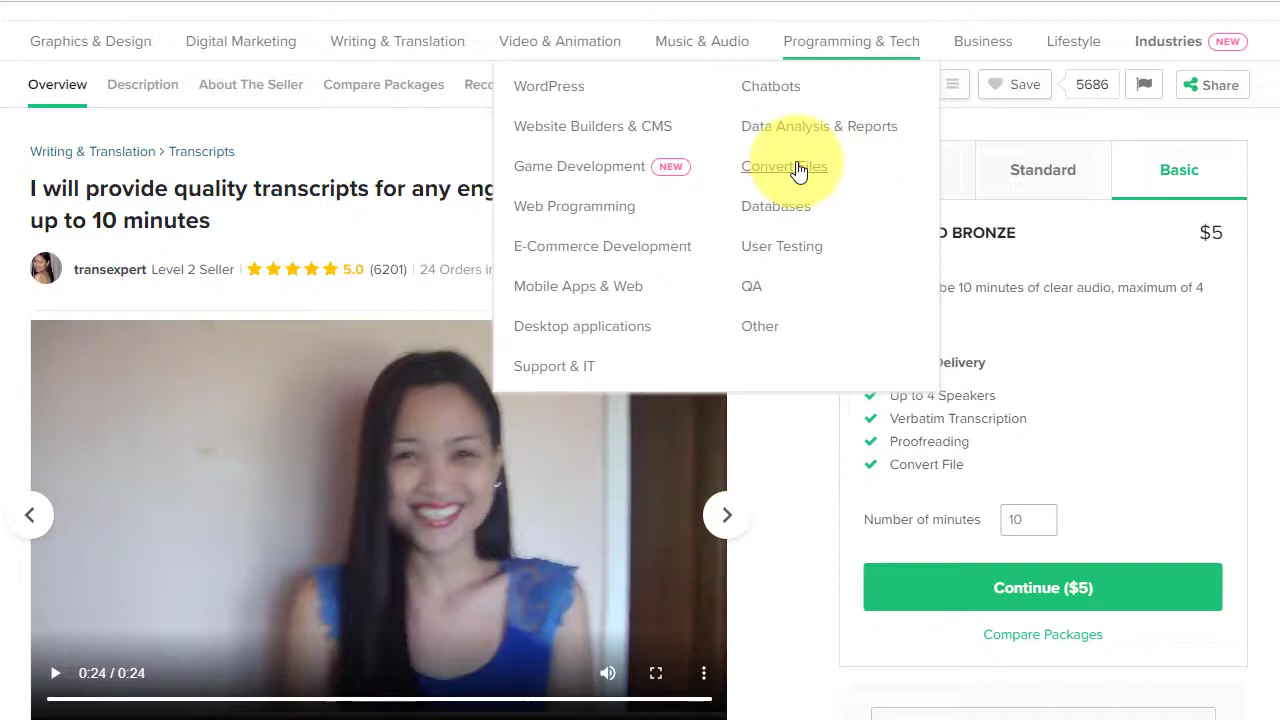 Graphics & Design Digital Marketing Writing & Translation Video & Animation Music & Audio Programming & Tech Business Lifestyle Industries NEW
Overview Description About The Seller Compare Packages Save 5686 Share
WordPress Chatbots
Website Builders & CMS Data Analysis & Reports
Game Development NEW Convert Files
Web Programming Databases
E-Commerce Development User Testing
Mobile Apps & Web QA
Desktop applications Other
Support & IT
Writing & Translation > Transcripts
I will provide quality transcripts for any eng
up to 10 minutes
transexpert Level 2 Seller 5.0 (6201) 24 Orders in
0:24 / 0:24
Standard Basic
BRONZE $5
be 10 minutes of clear audio, maximum of 4
Delivery
Up to 4 Speakers
Verbatim Transcription
Proofreading
Convert File
Number of minutes 10
Continue ($5)
Compare Packages